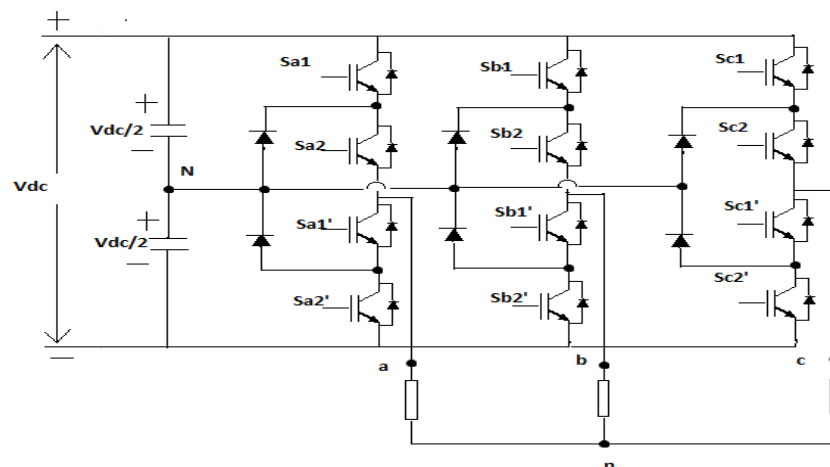 +
Sa1
Sb1
Sc1
+
Vdc/2
—
Sa2
Sb2
Sc2
N
Vdc
+
Vdc/2
—
Sa1'
Sb1'
Sc1'
Sa2'
Sb2'
Sc2'
—
a
b
c
n